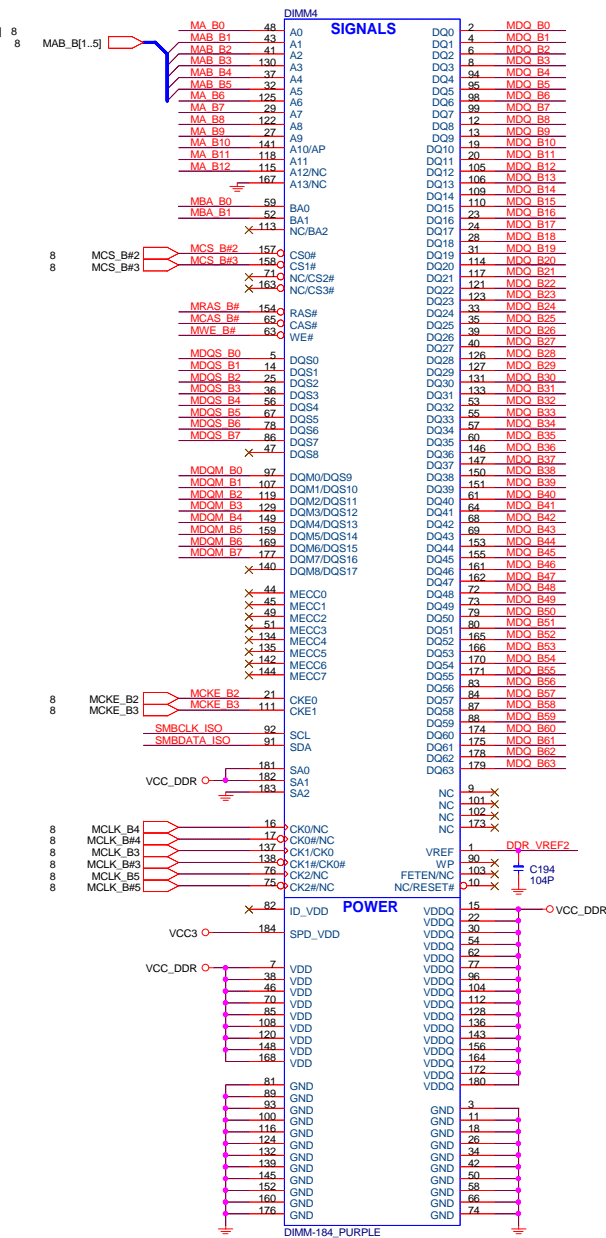 DIMM4
SIGNALS
8
8 MAB_B[1..5]
MA_B0 48 A0
MAB_B1 43 A1
MAB_B2 41 A2
MAB_B3 130 A3
MAB_B4 37 A4
MAB_B5 32 A5
MA_B6 125 A6
MA_B7 29 A7
MA_B8 122 A8
MA_B9 27 A9
MA_B10 141 A10/AP
MA_B11 118 A11
MA_B12 115 A12/NC
167 A13/NC
MBA_B0 59 BA0
MBA_B1 52 BA1
113 NC/BA2
8 MCS_B#2 MCS_B#2 157 CS0#
8 MCS_B#3 MCS_B#3 158 CS1#
71 NC/CS2#
163 NC/CS3#
MRAS_B# 154 RAS#
MCAS_B# 65 CAS#
MWE_B# 63 WE#
MDQS_B0 5 DQS0
MDQS_B1 14 DQS1
MDQS_B2 25 DQS2
MDQS_B3 36 DQS3
MDQS_B4 56 DQS4
MDQS_B5 67 DQS5
MDQS_B6 78 DQS6
MDQS_B7 86 DQS7
47 DQS8
MDQM_B0 97 DQM0/DQS9
MDQM_B1 107 DQM1/DQS10
MDQM_B2 119 DQM2/DQS11
MDQM_B3 129 DQM3/DQS12
MDQM_B4 149 DQM4/DQS13
MDQM_B5 159 DQM5/DQS14
MDQM_B6 169 DQM6/DQS15
MDQM_B7 177 DQM7/DQS16
140 DQM8/DQS17
44 MECC0
45 MECC1
49 MECC2
51 MECC3
134 MECC4
135 MECC5
142 MECC6
144 MECC7
8 MCKE_B2 MCKE_B2 21 CKE0
8 MCKE_B3 MCKE_B3 111 CKE1
SMBCLK_ISO 92 SCL
SMBDATA_ISO 91 SDA
181 SA0
VCC_DDR 182 SA1
183 SA2
8 MCLK_B4 16 CK0/NC
8 MCLK_B#4 17 CK0#/NC
8 MCLK_B3 137 CK1/CK0
8 MCLK_B#3 138 CK1#/CK0#
8 MCLK_B5 76 CK2/NC
8 MCLK_B#5 75 CK2#/NC
DQ0 2 MDQ_B0
DQ1 4 MDQ_B1
DQ2 6 MDQ_B2
DQ3 8 MDQ_B3
DQ4 94 MDQ_B4
DQ5 95 MDQ_B5
DQ6 98 MDQ_B6
DQ7 99 MDQ_B7
DQ8 12 MDQ_B8
DQ9 13 MDQ_B9
DQ10 19 MDQ_B10
DQ11 20 MDQ_B11
DQ12 105 MDQ_B12
DQ13 106 MDQ_B13
DQ14 109 MDQ_B14
DQ15 110 MDQ_B15
DQ16 23 MDQ_B16
DQ17 24 MDQ_B17
DQ18 28 MDQ_B18
DQ19 31 MDQ_B19
DQ20 114 MDQ_B20
DQ21 117 MDQ_B21
DQ22 121 MDQ_B22
DQ23 123 MDQ_B23
DQ24 33 MDQ_B24
DQ25 35 MDQ_B25
DQ26 39 MDQ_B26
DQ27 40 MDQ_B27
DQ28 126 MDQ_B28
DQ29 127 MDQ_B29
DQ30 131 MDQ_B30
DQ31 133 MDQ_B31
DQ32 53 MDQ_B32
DQ33 55 MDQ_B33
DQ34 57 MDQ_B34
DQ35 60 MDQ_B35
DQ36 146 MDQ_B36
DQ37 147 MDQ_B37
DQ38 150 MDQ_B38
DQ39 151 MDQ_B39
DQ40 61 MDQ_B40
DQ41 64 MDQ_B41
DQ42 68 MDQ_B42
DQ43 69 MDQ_B43
DQ44 153 MDQ_B44
DQ45 155 MDQ_B45
DQ46 161 MDQ_B46
DQ47 162 MDQ_B47
DQ48 72 MDQ_B48
DQ49 73 MDQ_B49
DQ50 79 MDQ_B50
DQ51 80 MDQ_B51
DQ52 165 MDQ_B52
DQ53 166 MDQ_B53
DQ54 170 MDQ_B54
DQ55 171 MDQ_B55
DQ56 83 MDQ_B56
DQ57 84 MDQ_B57
DQ58 87 MDQ_B58
DQ59 88 MDQ_B59
DQ60 174 MDQ_B60
DQ61 175 MDQ_B61
DQ62 178 MDQ_B62
DQ63 179 MDQ_B63
NC 9
NC 101
NC 102
NC 173
VREF 1 DDR_VREF2
WP 90
FETEN/NC 103
NC/RESET# 10
C194
104P
POWER
82 ID_VDD
VCC3 184 SPD_VDD
VCC_DDR 7 VDD
38 VDD
46 VDD
70 VDD
85 VDD
108 VDD
120 VDD
148 VDD
168 VDD
81 GND
89 GND
93 GND
100 GND
116 GND
124 GND
132 GND
139 GND
145 GND
152 GND
160 GND
176 GND
VDDQ 15 VCC_DDR
VDDQ 22
VDDQ 30
VDDQ 54
VDDQ 62
VDDQ 77
VDDQ 96
VDDQ 104
VDDQ 112
VDDQ 128
VDDQ 136
VDDQ 143
VDDQ 156
VDDQ 164
VDDQ 172
VDDQ 180
GND 3
GND 11
GND 18
GND 26
GND 34
GND 42
GND 50
GND 58
GND 66
GND 74
DIMM-184_PURPLE